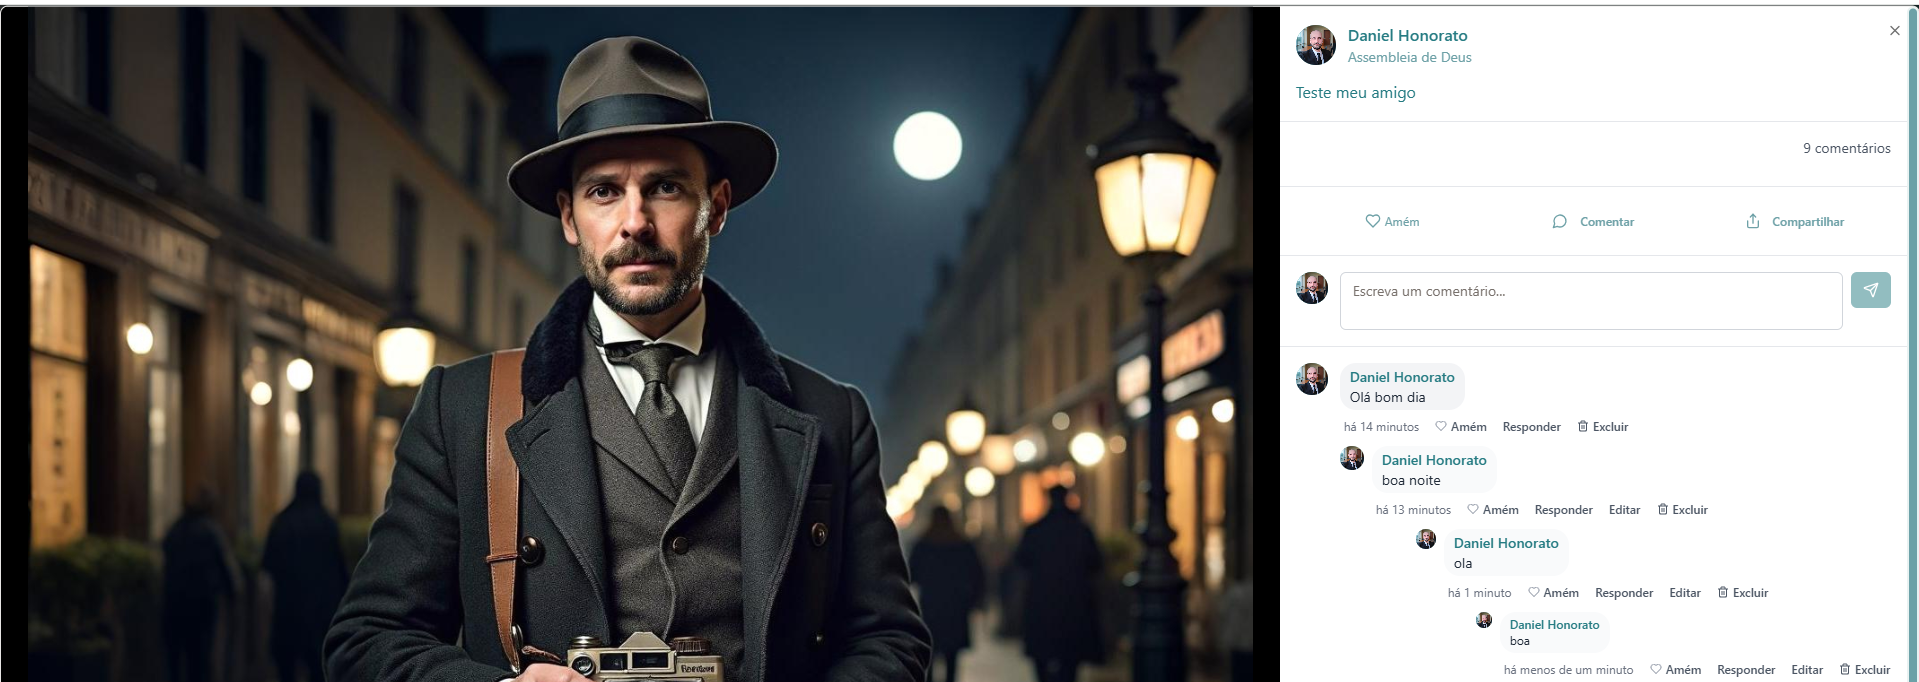 Daniel Honorato
Assembleia de Deus
Teste meu amigo
9 comentários
Amém Comentar Compartilhar
Escreva um comentário...
Daniel Honorato
Olá bom dia
há 14 minutos Amém Responder Excluir
Daniel Honorato
boa noite
há 13 minutos Amém Responder Editar Excluir
Daniel Honorato
ola
há 1 minuto Amém Responder Editar Excluir
Daniel Honorato
boa
há menos de um minuto Amém Responder Editar Excluir